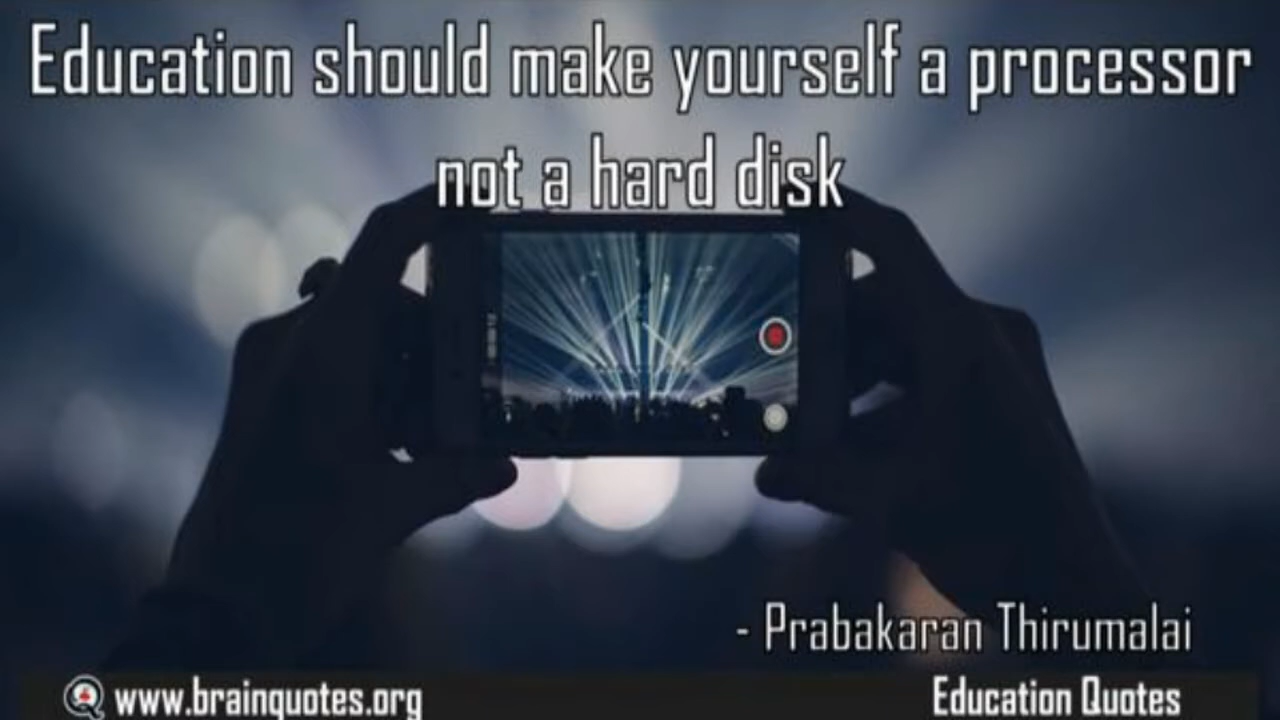 Education should make yourself a processor
not a hard disk
- Prabakaran Thirumalai
www.brainquotes.org
Education Quotes